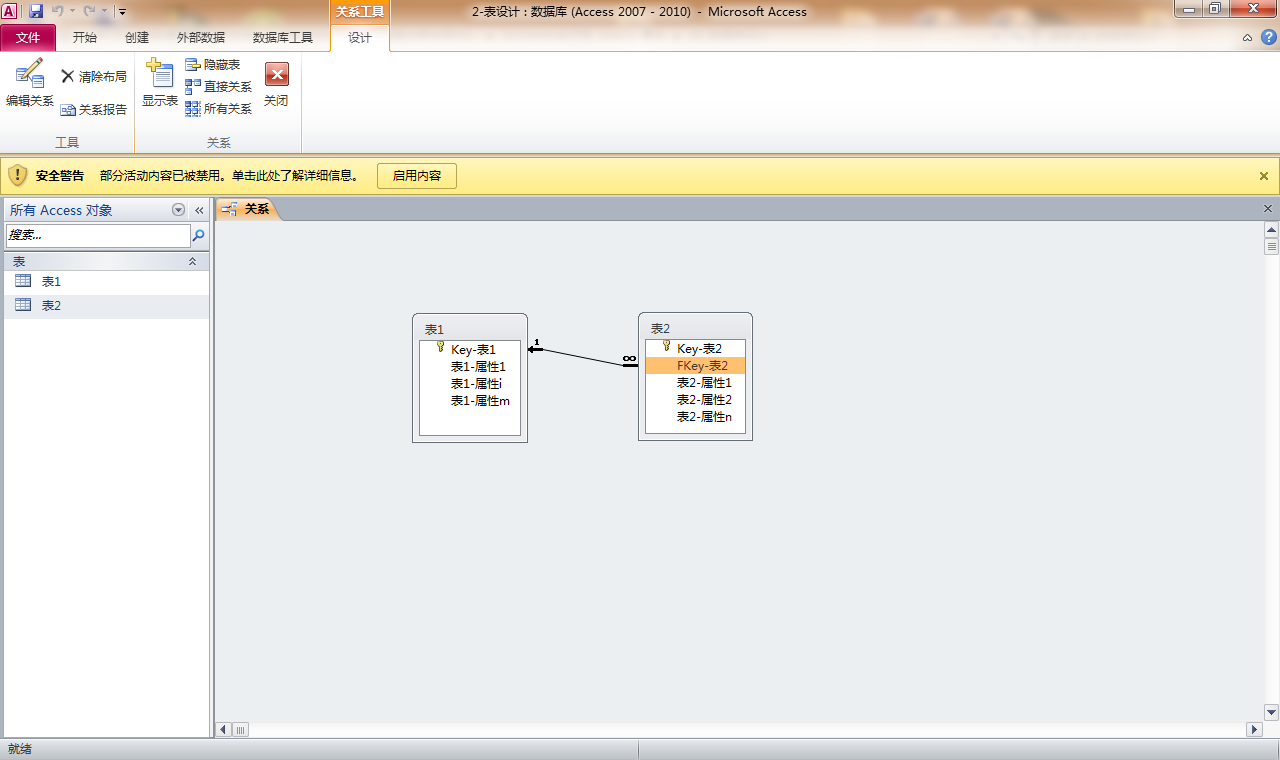 关系工具
2-表设计 : 数据库 (Access 2007 - 2010) - Microsoft Access
文件 开始 创建 外部数据 数据库工具 设计
编辑关系
清除布局
关系报告
工具
显示表
隐藏表
直接关系
所有关系
关闭
关系
安全警告 部分活动内容已被禁用。单击此处了解详细信息。 启用内容
所有 Access 对象
搜索...
表
表1
表2
关系
表1
Key-表1
表1-属性1
表1-属性i
表1-属性m
1
∞
表2
Key-表2
FKey-表2
表2-属性1
表2-属性2
表2-属性n
就绪